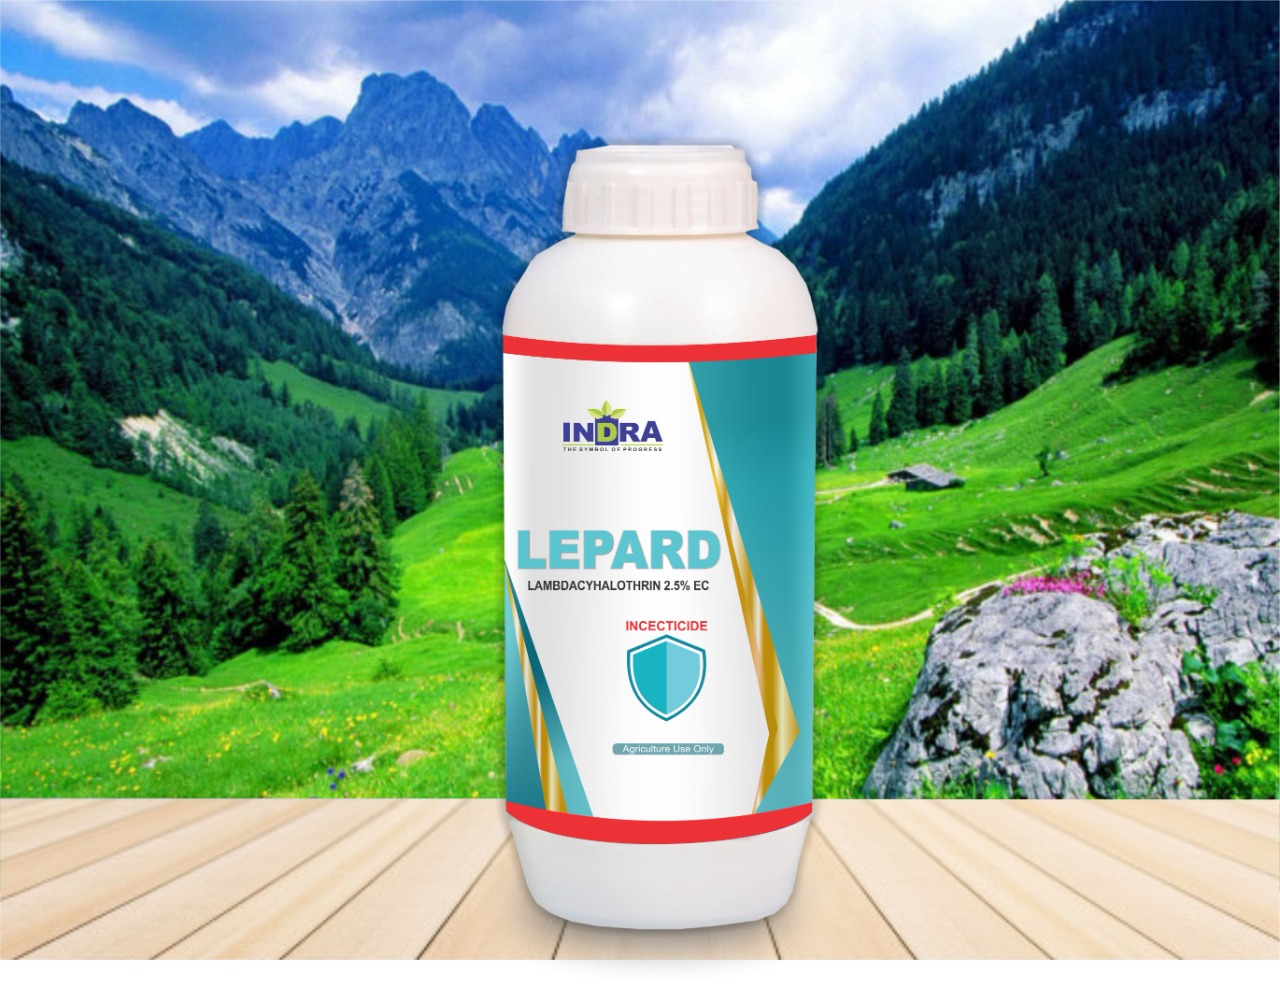 INDRA
THE SYMBOL OF PROGRESS
LEPARD
LAMBDACYHALOTHRIN 2.5% EC
INCECTICIDE
Agriculture Use Only